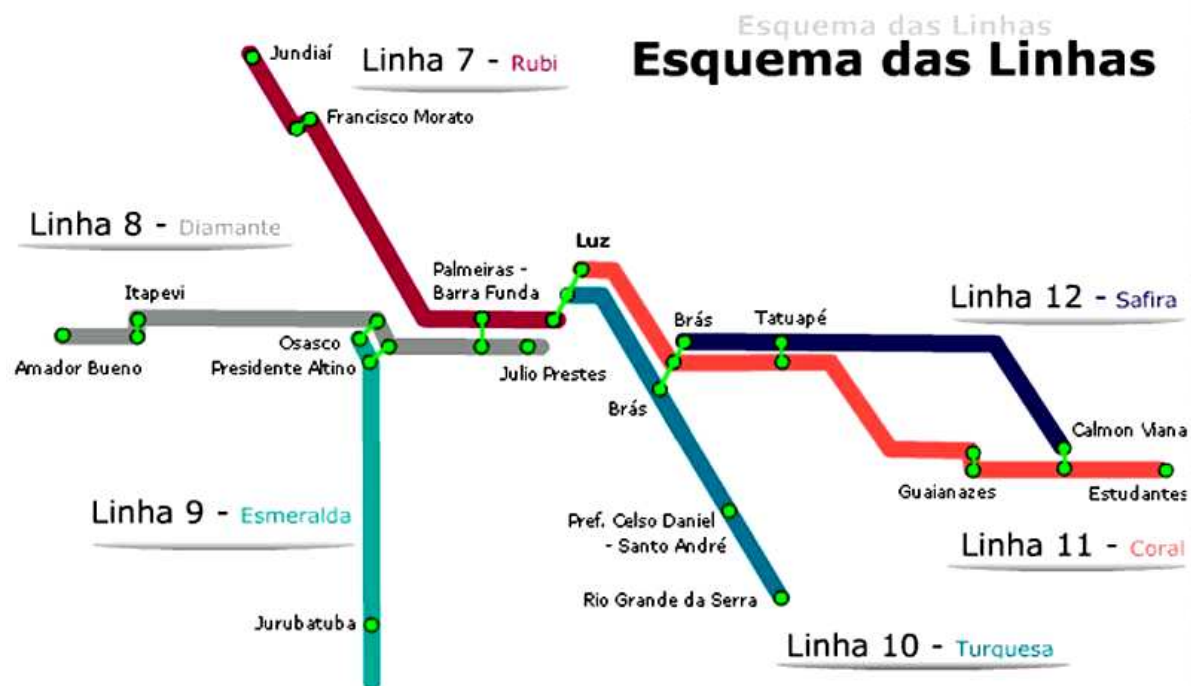 Esquema das Linhas
Esquema das Linhas
Jundiaí
Linha 7 - Rubi
Francisco Morato
Linha 8 - Diamante
Luz
Palmeiras -
Barra Funda
Itapevi
Linha 12 - Safira
Brás
Tatuapé
Osasco
Amador Bueno
Presidente Altino
Julio Prestes
Brás
Calmon Viana
Guaianazes
Estudantes
Linha 9 - Esmeralda
Pref. Celso Daniel
- Santo André
Linha 11 - Coral
Rio Grande da Serra
Jurubatuba
Linha 10 - Turquesa